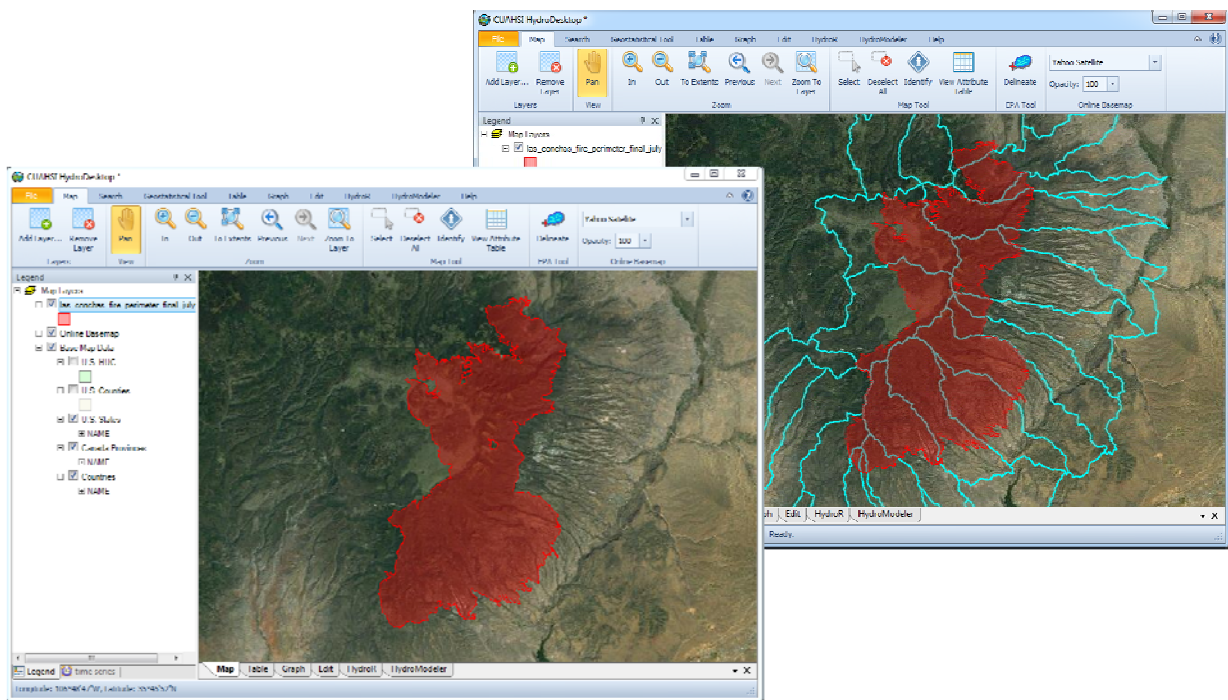 CUAHSI HydroDesktop *
File Map Search Geostatistical Tool Table Graph Edit HydroR HydroModeler Help
Add Layer... Remove Layer Pan In Out To Extents Previous Next Zoom To Layer Select Deselect All Identify View Attribute Table Delineate
Yahoo Satellite
Opacity: 100
Layers View Zoom Map Tool EPA Tool Online Basemap
Legend
Map Layers
las_conchas_fire_perimeter_final_july
Edit HydroR HydroModeler
Ready.
CUAHSI HydroDesktop *
File Map Search Geostatistical Tool Table Graph Edit HydroR HydroModeler Help
Add Layer... Remove Layer Pan In Out To Extents Previous Next Zoom To Layer Select Deselect All Identify View Attribute Table Delineate
Yahoo Satellite
Opacity: 100
Layers View Zoom Map Tool EPA Tool Online Basemap
Legend
Map Layers
las_conchas_fire_perimeter_final_july
Online Basemap
Base Map Data
U.S. HUC
U.S. Counties
U.S. States
NAME
Canada Provinces
NAME
Countries
NAME
Legend time series
Map Table Graph Edit HydroR HydroModeler